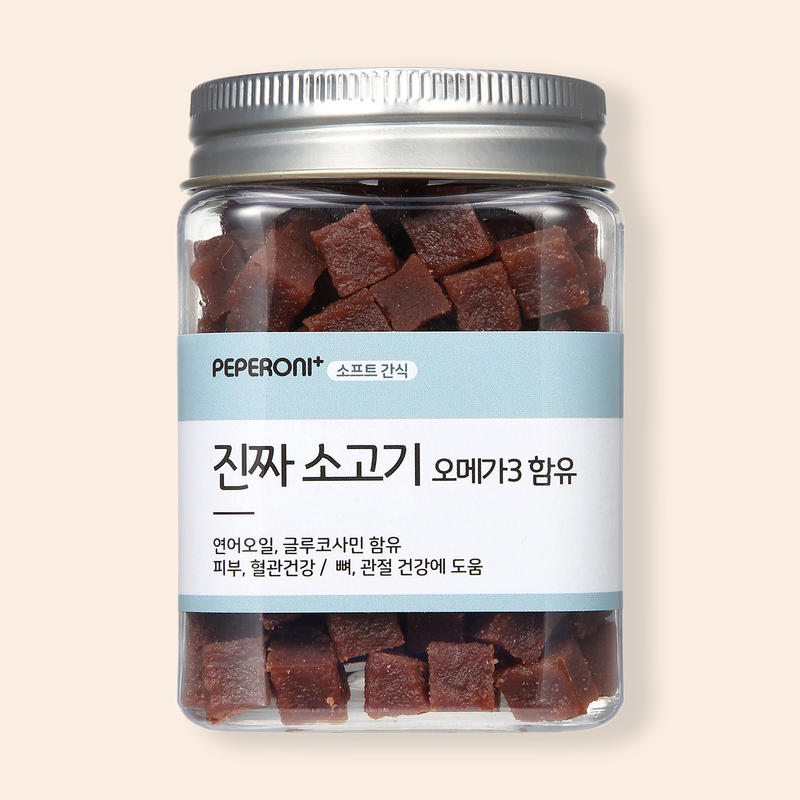 PEPERONI+ 소프트 간식
진짜 소고기 오메가3 함유
연어오일, 글루코사민 함유
피부, 혈관건강 / 뼈, 관절 건강에 도움